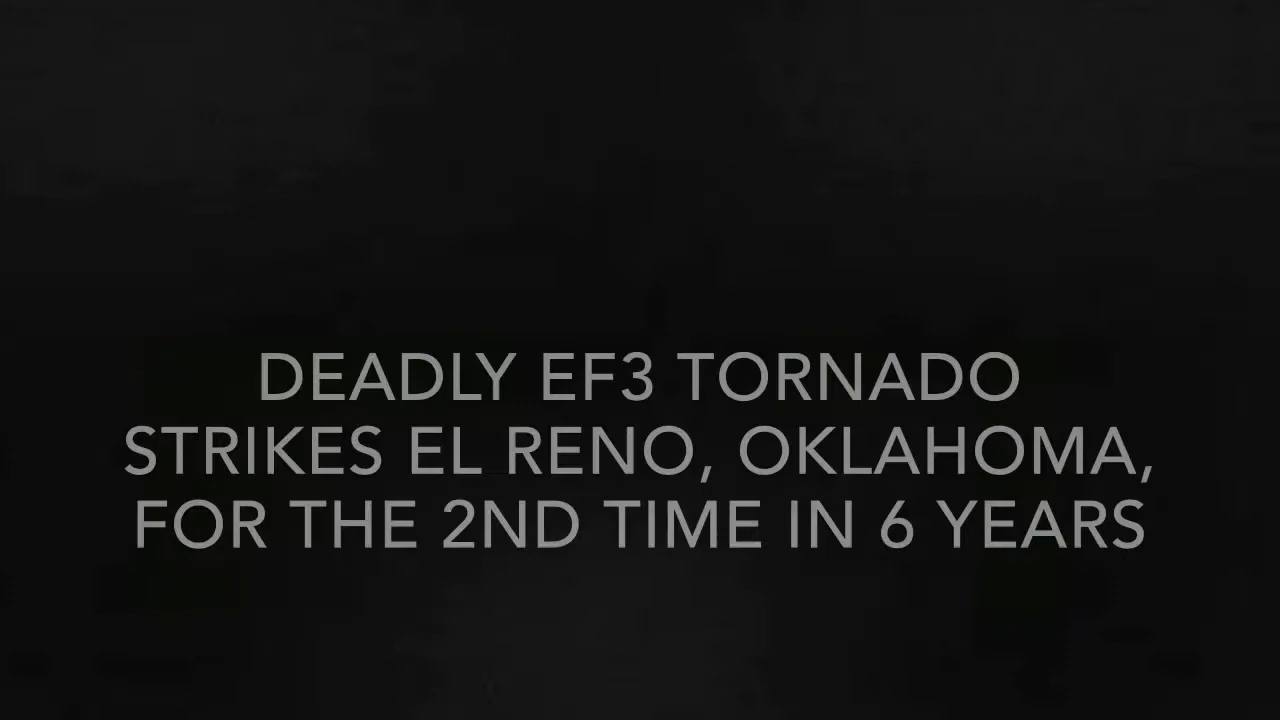 DEADLY EF3 TORNADO
STRIKES EL RENO, OKLAHOMA,
FOR THE 2ND TIME IN 6 YEARS